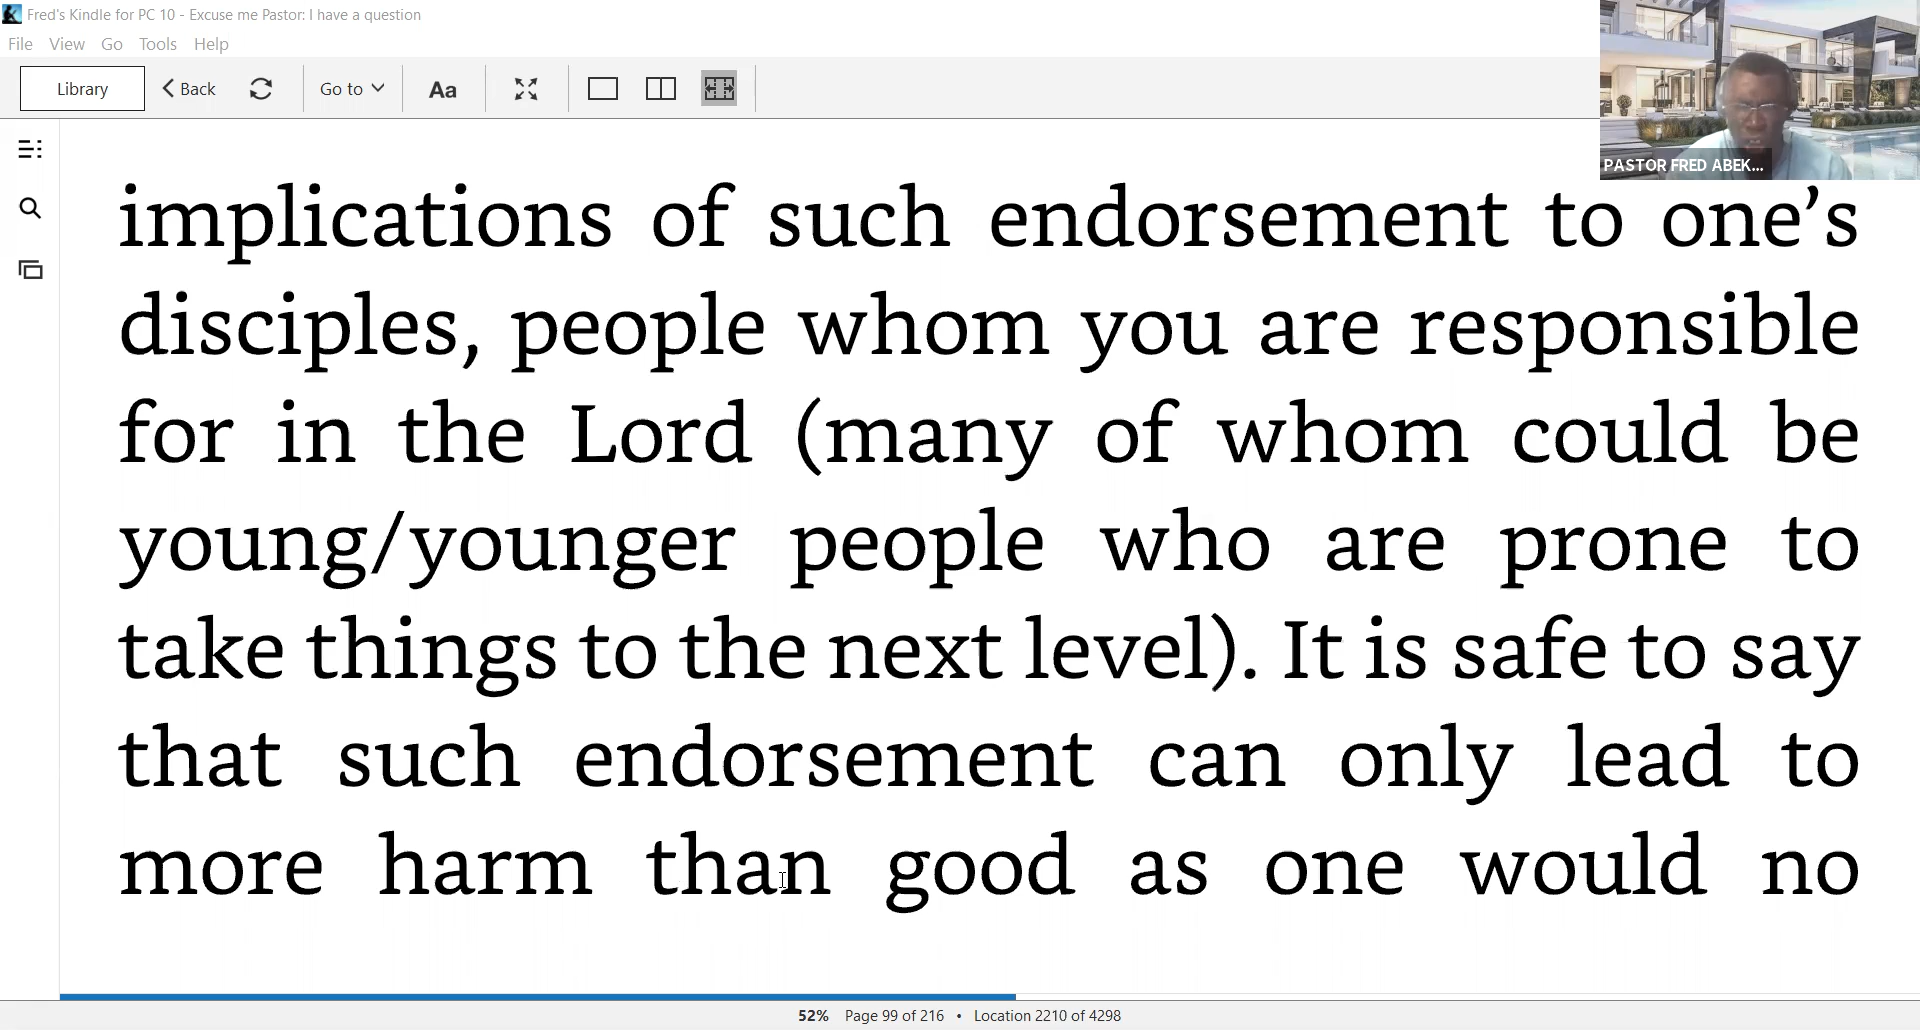 Fred's Kindle for PC 10 - Excuse me Pastor: I have a question
File View Go Tools Help
Library Back Go to Aa
PASTOR FRED ABEK...
implications of such endorsement to one’s
disciples, people whom you are responsible
for in the Lord (many of whom could be
young/younger people who are prone to
take things to the next level). It is safe to say
that such endorsement can only lead to
more harm than good as one would no
52% Page 99 of 216 • Location 2210 of 4298